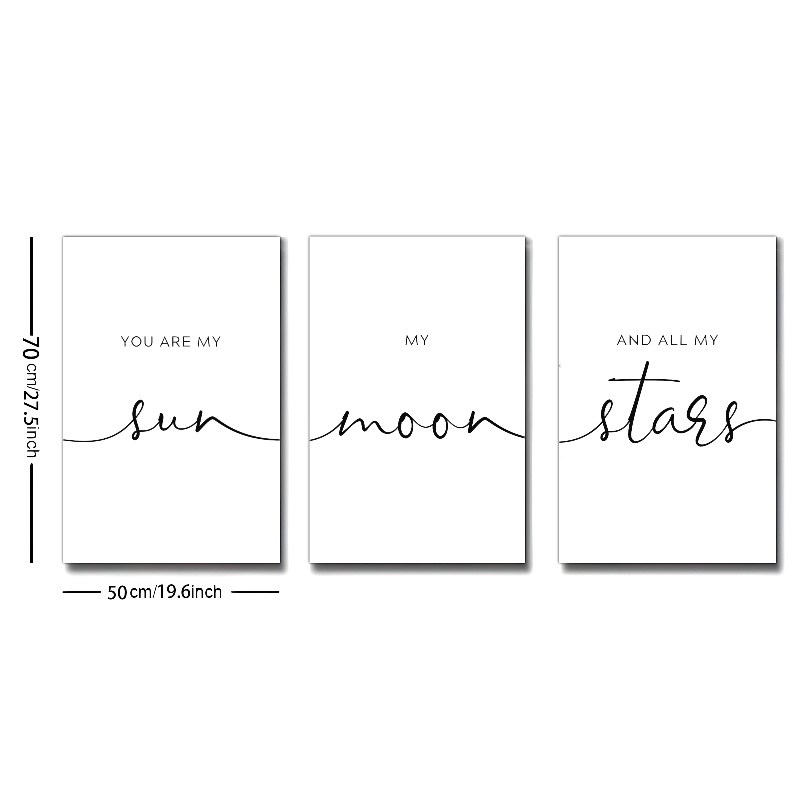 YOU ARE MY
sun
MY
moon
AND ALL MY
stars
70cm/27.5inch
50cm/19.6inch